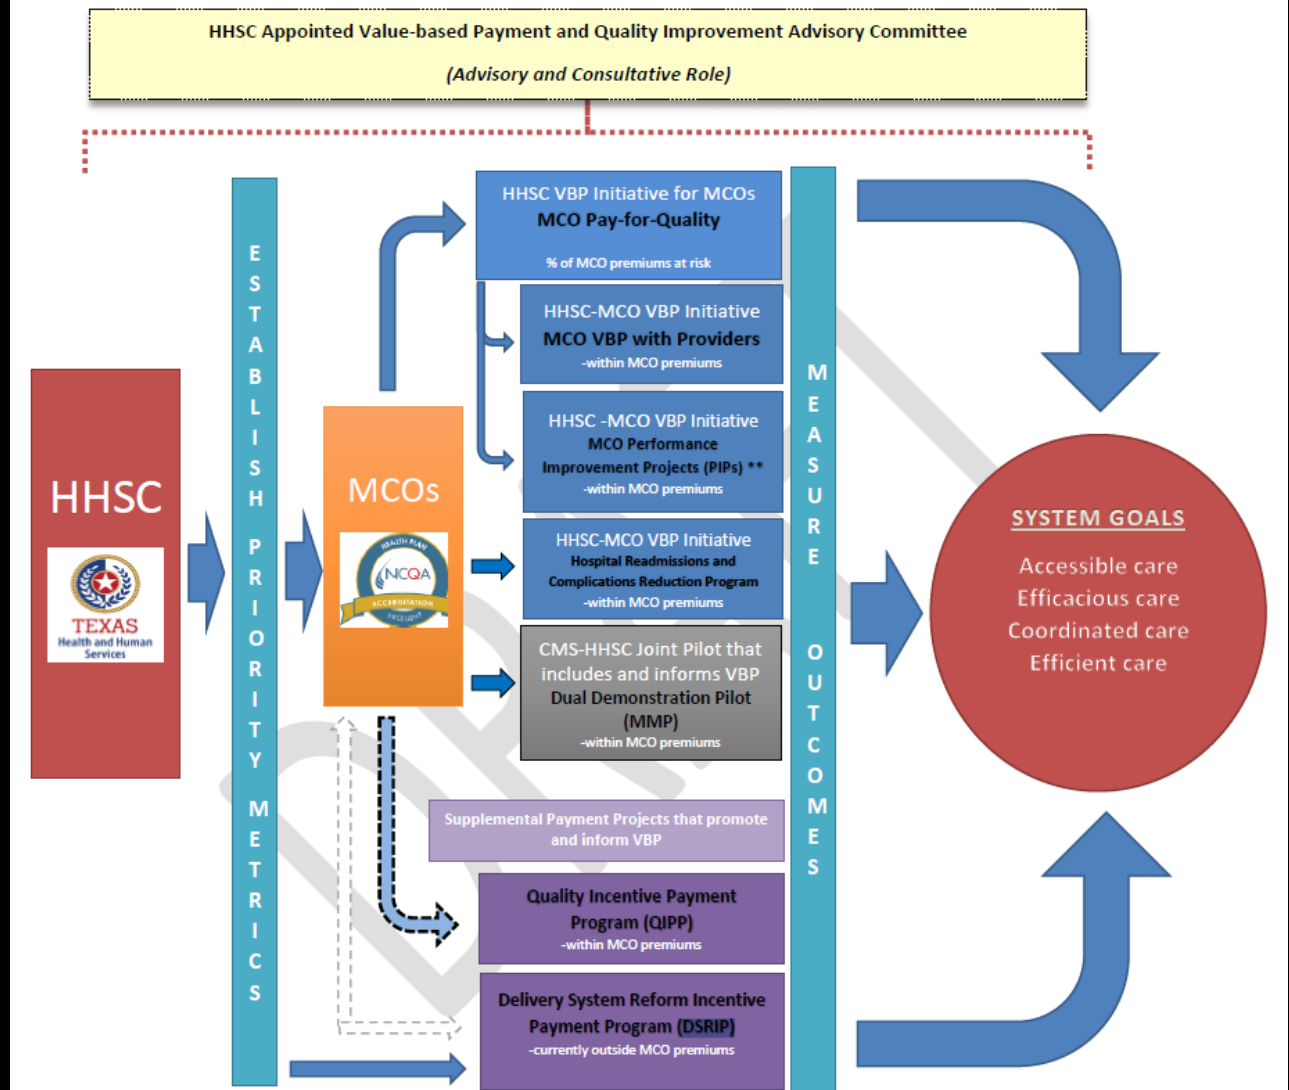 HHSC Appointed Value-based Payment and Quality Improvement Advisory Committee
(Advisory and Consultative Role)
HHSC
TEXAS
Health and Human
Services
ESTABLISH PRIORITY METRICS
MCOs
HEALTH PLAN
NCQA
ACCREDITATION
EXCELLENT
HHSC VBP Initiative for MCOs
MCO Pay-for-Quality
% of MCO premiums at risk
HHSC-MCO VBP Initiative
MCO VBP with Providers
-within MCO premiums
HHSC -MCO VBP Initiative
MCO Performance
Improvement Projects (PIPs) **
-within MCO premiums
HHSC-MCO VBP Initiative
Hospital Readmissions and
Complications Reduction Program
-within MCO premiums
CMS-HHSC Joint Pilot that
includes and informs VBP
Dual Demonstration Pilot
(MMP)
-within MCO premiums
Supplemental Payment Projects that promote
and inform VBP
Quality Incentive Payment
Program (QIPP)
-within MCO premiums
Delivery System Reform Incentive
Payment Program (DSRIP)
-currently outside MCO premiums
MEASURE OUTCOMES
SYSTEM GOALS
Accessible care
Efficacious care
Coordinated care
Efficient care
DRAFT